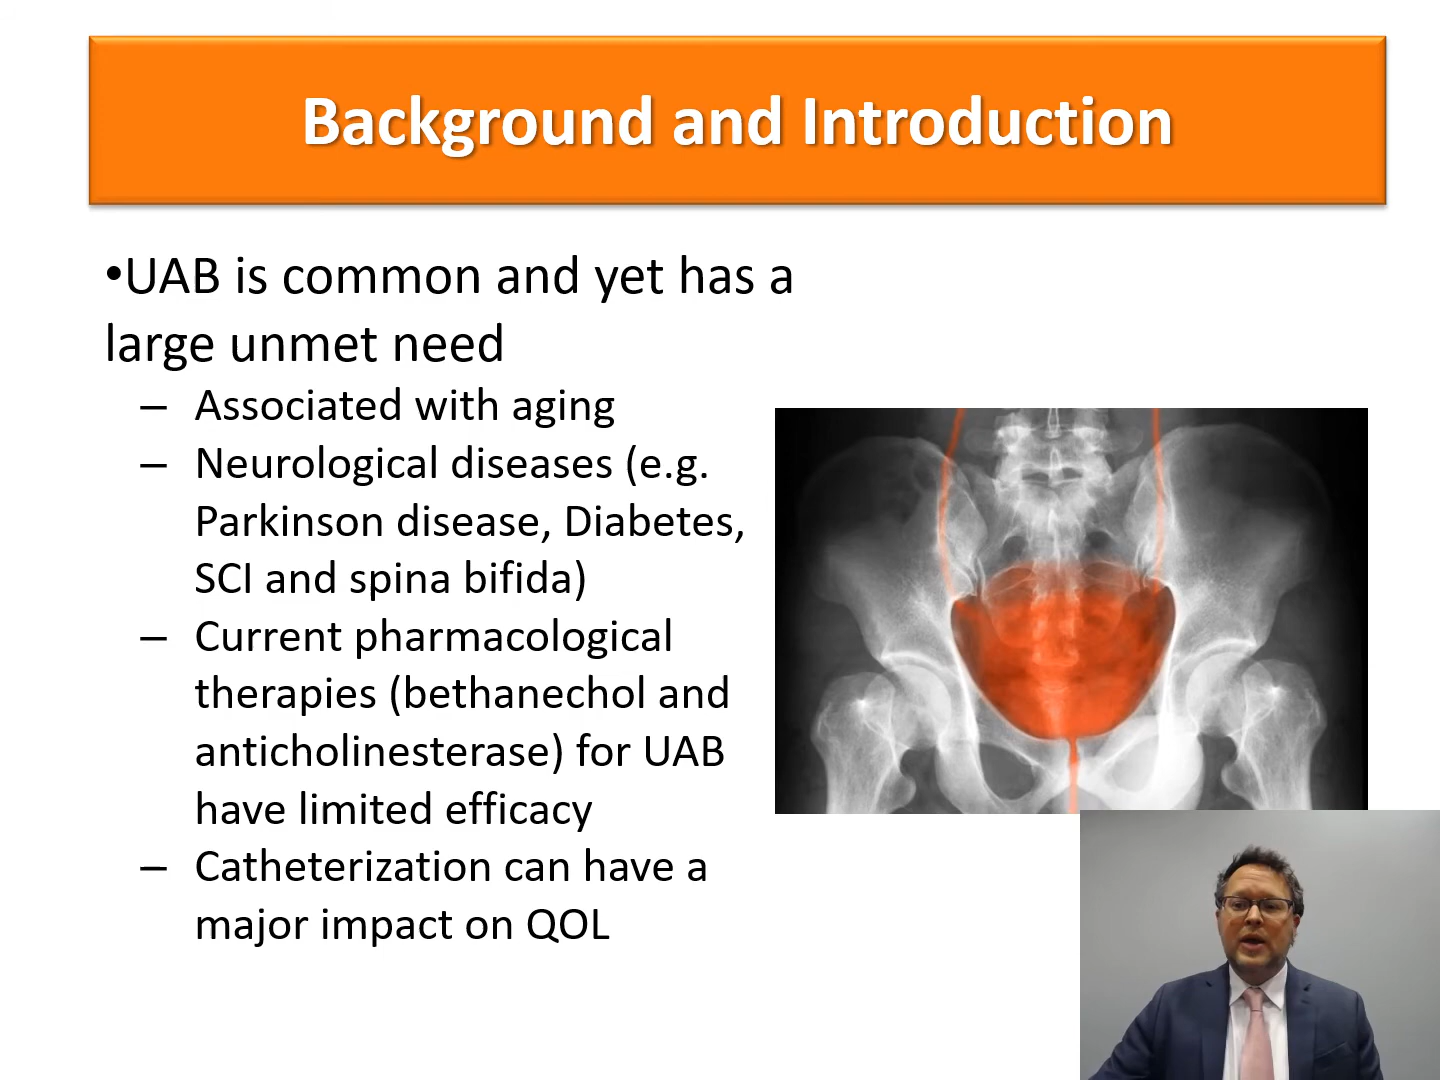 Background and Introduction
•UAB is common and yet has a
large unmet need
– Associated with aging
– Neurological diseases (e.g.
Parkinson disease, Diabetes,
SCI and spina bifida)
– Current pharmacological
therapies (bethanechol and
anticholinesterase) for UAB
have limited efficacy
– Catheterization can have a
major impact on QOL